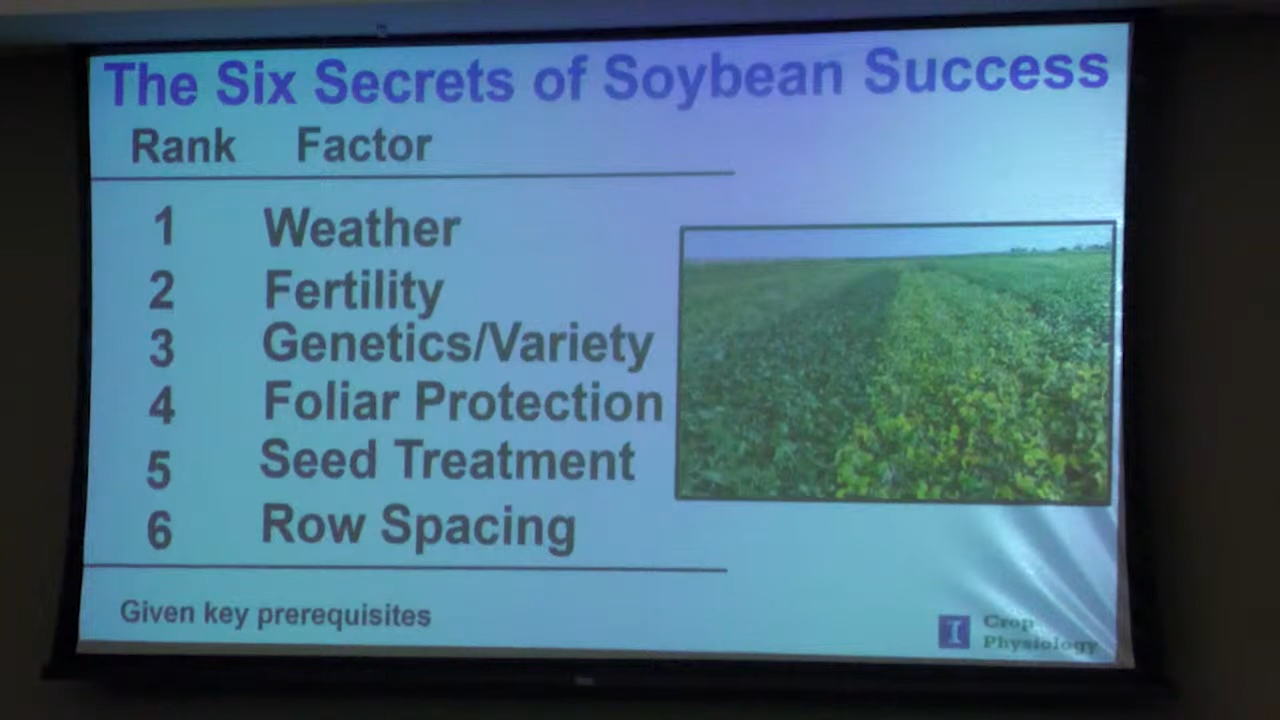 The Six Secrets of Soybean Success
Rank Factor
1 Weather
2 Fertility
3 Genetics/Variety
4 Foliar Protection
5 Seed Treatment
6 Row Spacing
Given key prerequisites
I Crop
Physiology